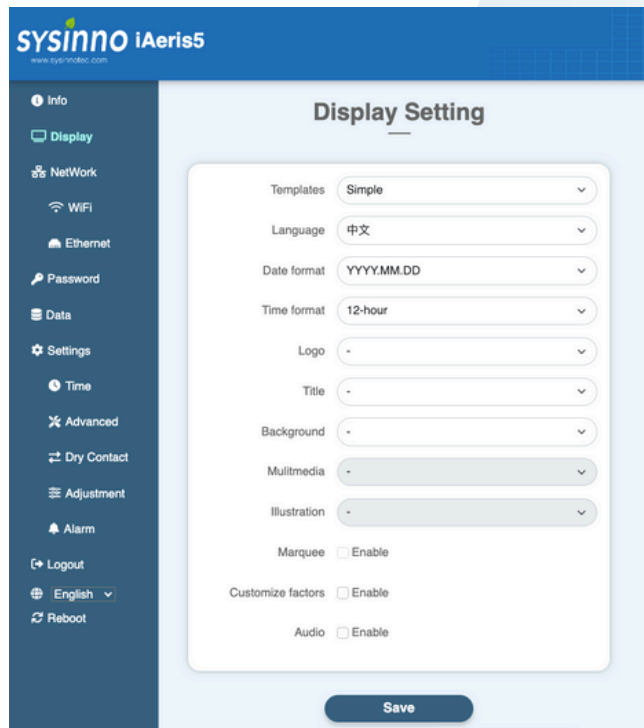 sysinno iAeris5
www.sysinnotec.com
Info
Display
NetWork
WiFi
Ethernet
Password
Data
Settings
Time
Advanced
Dry Contact
Adjustment
Alarm
Logout
English
Reboot
Display Setting
Templates Simple
Language 中文
Date format YYYY.MM.DD
Time format 12-hour
Logo -
Title -
Background -
Mulitmedia -
Illustration -
Marquee Enable
Customize factors Enable
Audio Enable
Save